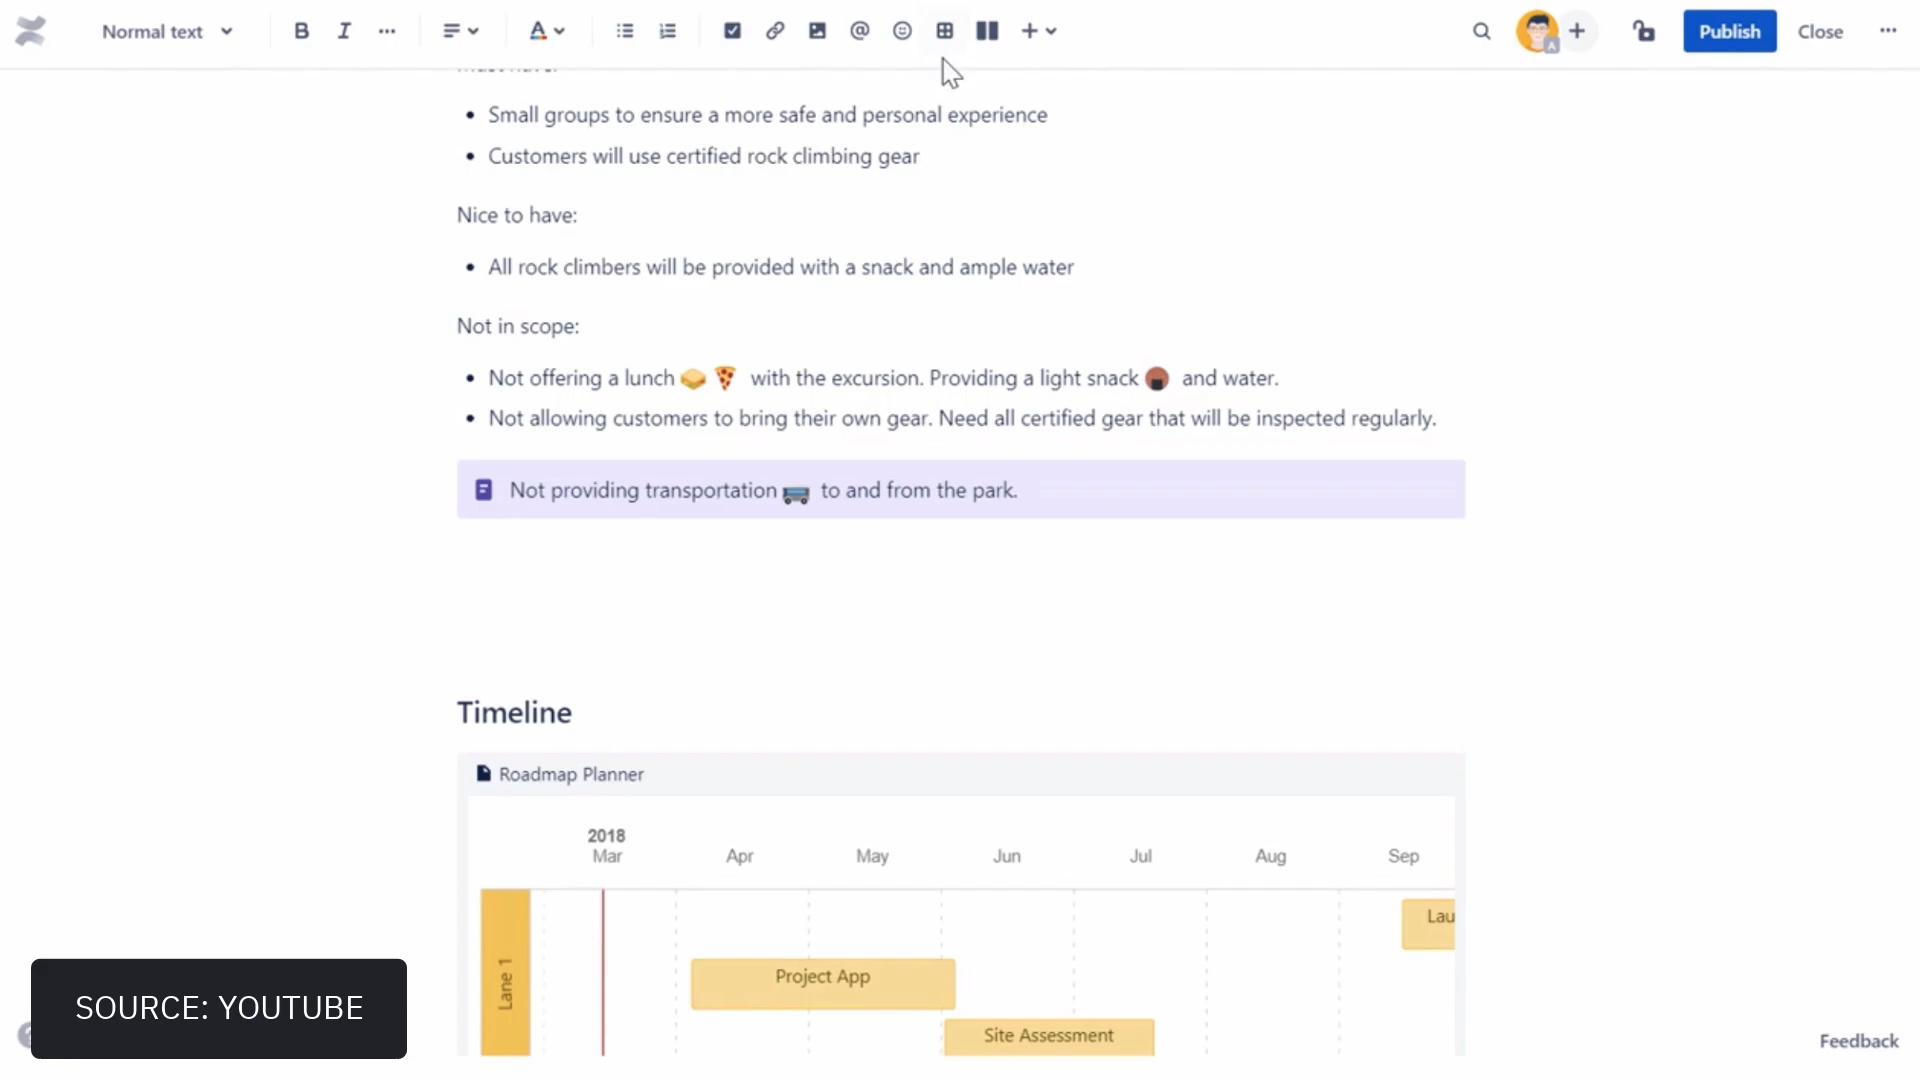 Normal text
Publish
Close
Small groups to ensure a more safe and personal experience
Customers will use certified rock climbing gear
Nice to have:
All rock climbers will be provided with a snack and ample water
Not in scope:
Not offering a lunch with the excursion. Providing a light snack and water.
Not allowing customers to bring their own gear. Need all certified gear that will be inspected regularly.
Not providing transportation to and from the park.
Timeline
Roadmap Planner
2018
Mar Apr May Jun Jul Aug Sep
Lau
Lane 1
Project App
Site Assessment
SOURCE: YOUTUBE
Feedback